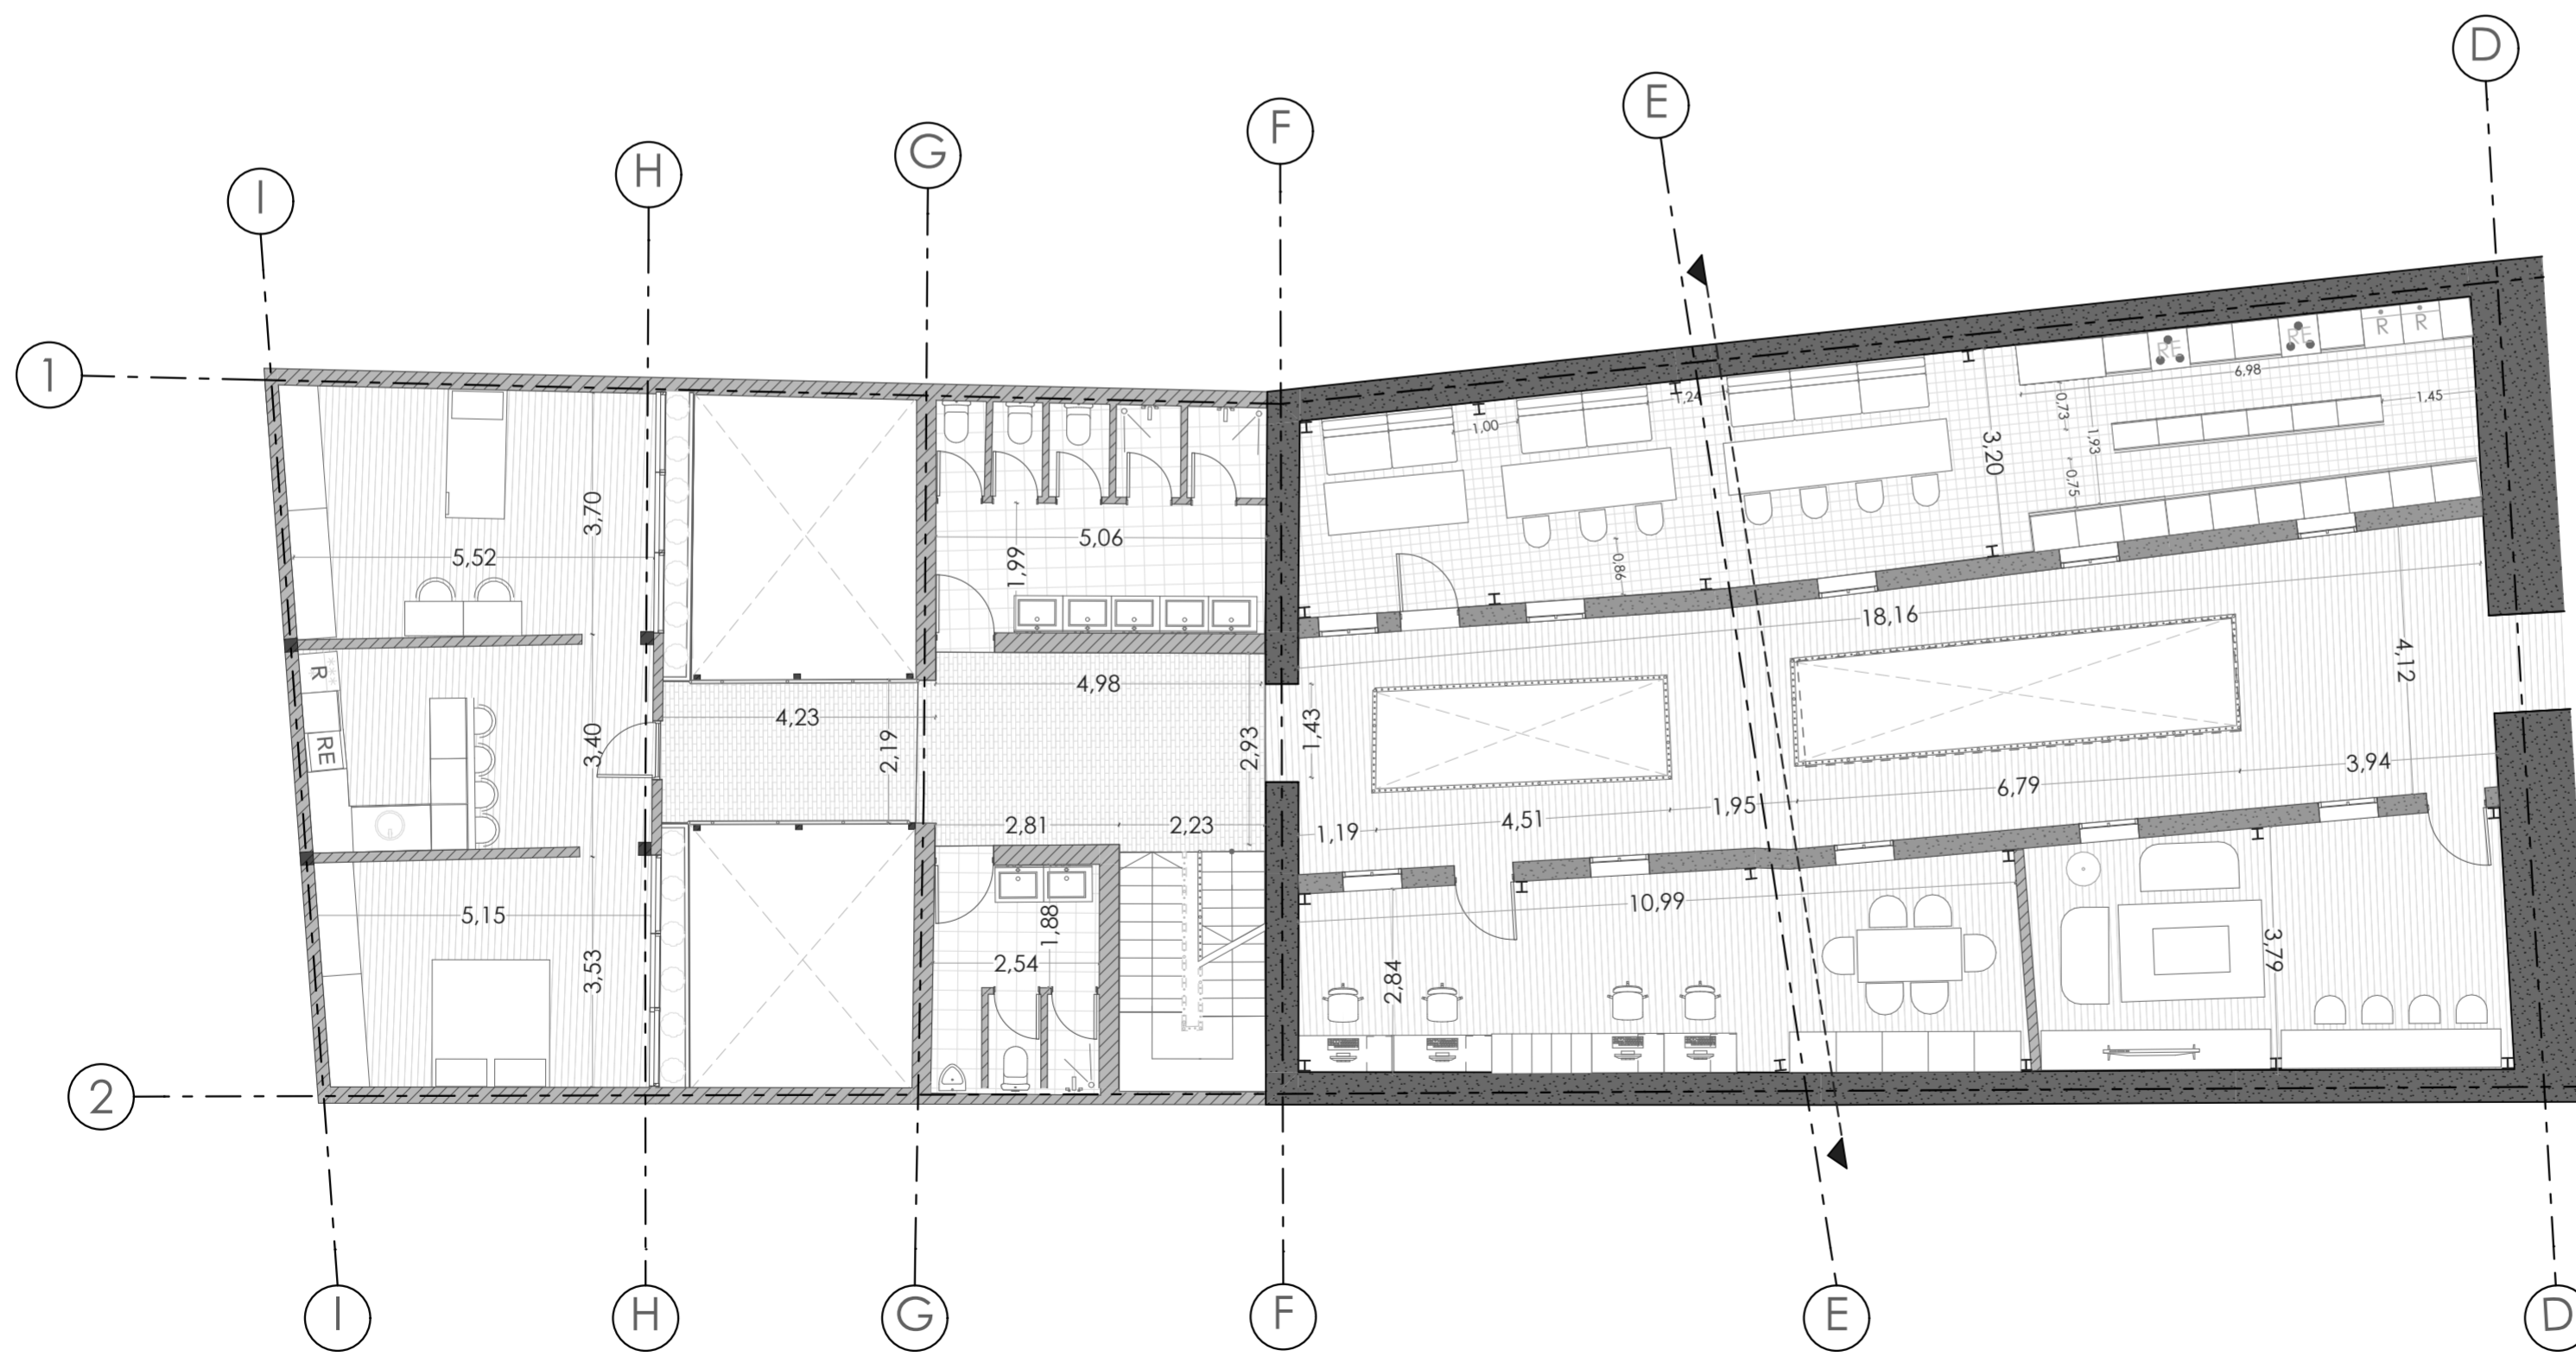 D
E
F
G
H
I
1
R
R
RE
RE
6,98
1,45
1,24
1,00
0,73
1,93
0,75
3,20
0,86
3,70
5,52
1,99
5,06
18,16
4,12
R
RE
3,40
4,23
2,19
4,98
2,93
1,43
2,81
2,23
1,19
4,51
1,95
6,79
3,94
5,15
3,53
1,88
2,54
2,84
10,99
3,79
2
I
H
G
F
E
D